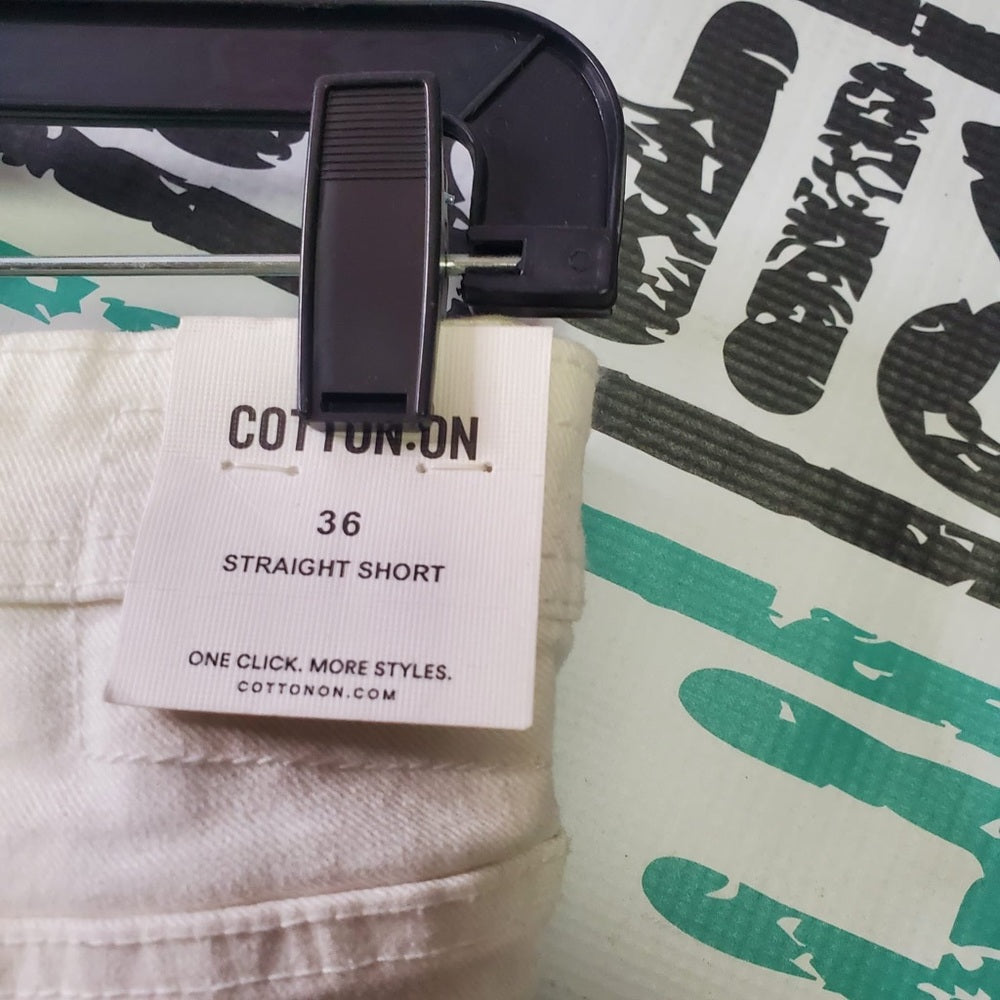 COTTON:ON
36
STRAIGHT SHORT
ONE CLICK. MORE STYLES.
COTTONON.COM